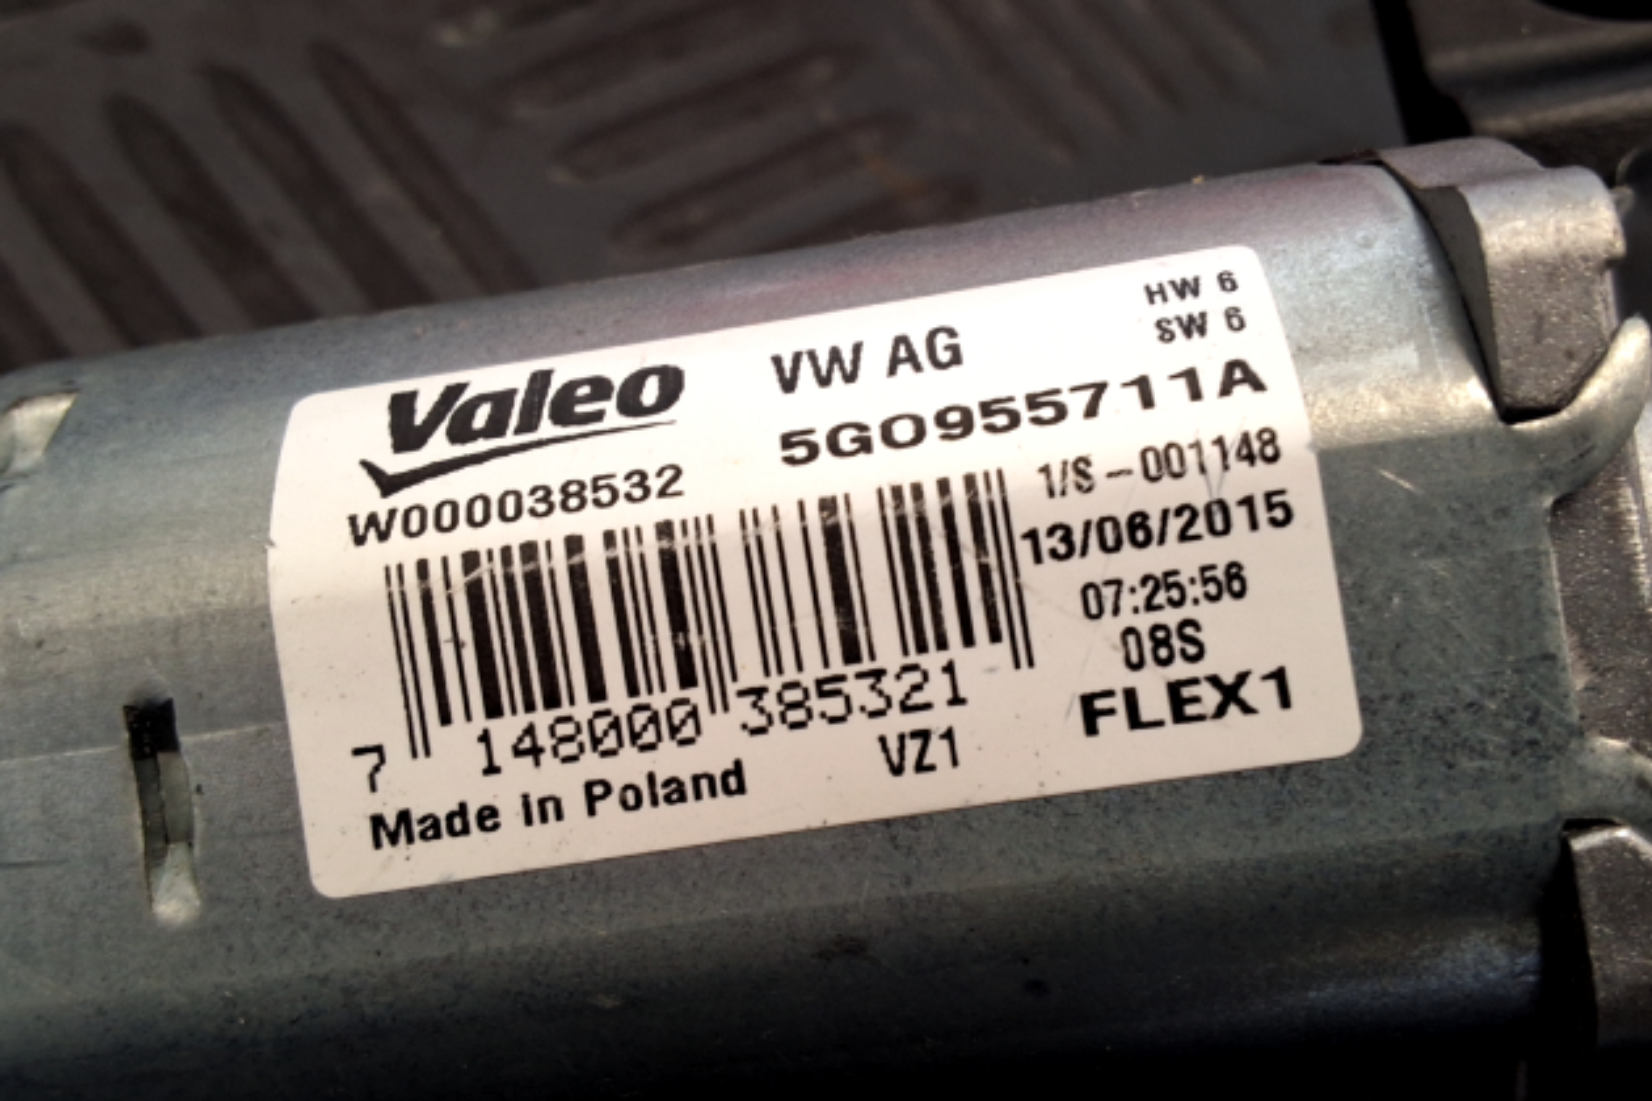 Valeo
W000038532
VW AG
HW 6
SW 6
5G0955711A
1/S-001148
13/06/2015
07:25:56
08S
FLEX1
7 148000 385321
VZ1
Made in Poland